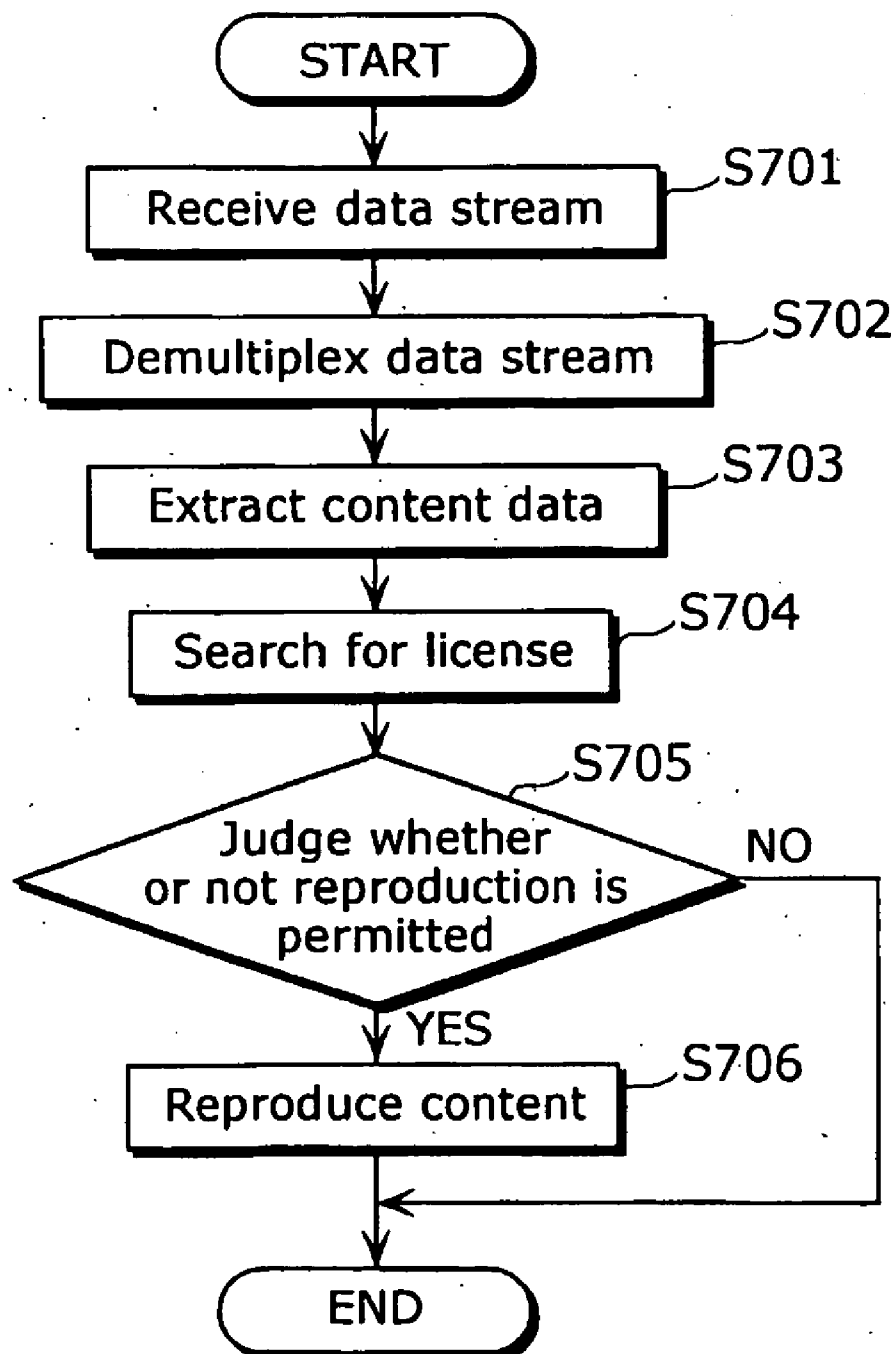 START
Receive data stream
S701
Demultiplex data stream
S702
Extract content data
S703
Search for license
S704
Judge whether
or not reproduction is
permitted
S705
NO
YES
Reproduce content
S706
END